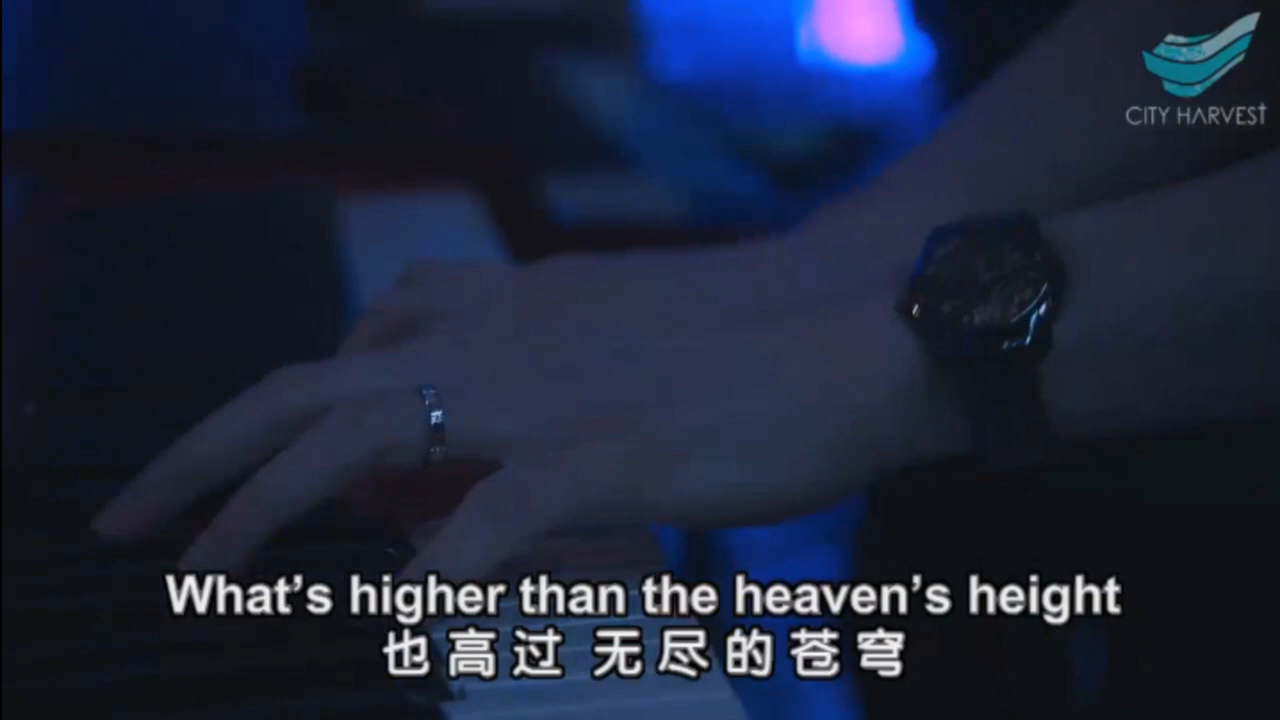 CITY HARVEST
What’s higher than the heaven’s height
也高过 无尽的苍穹